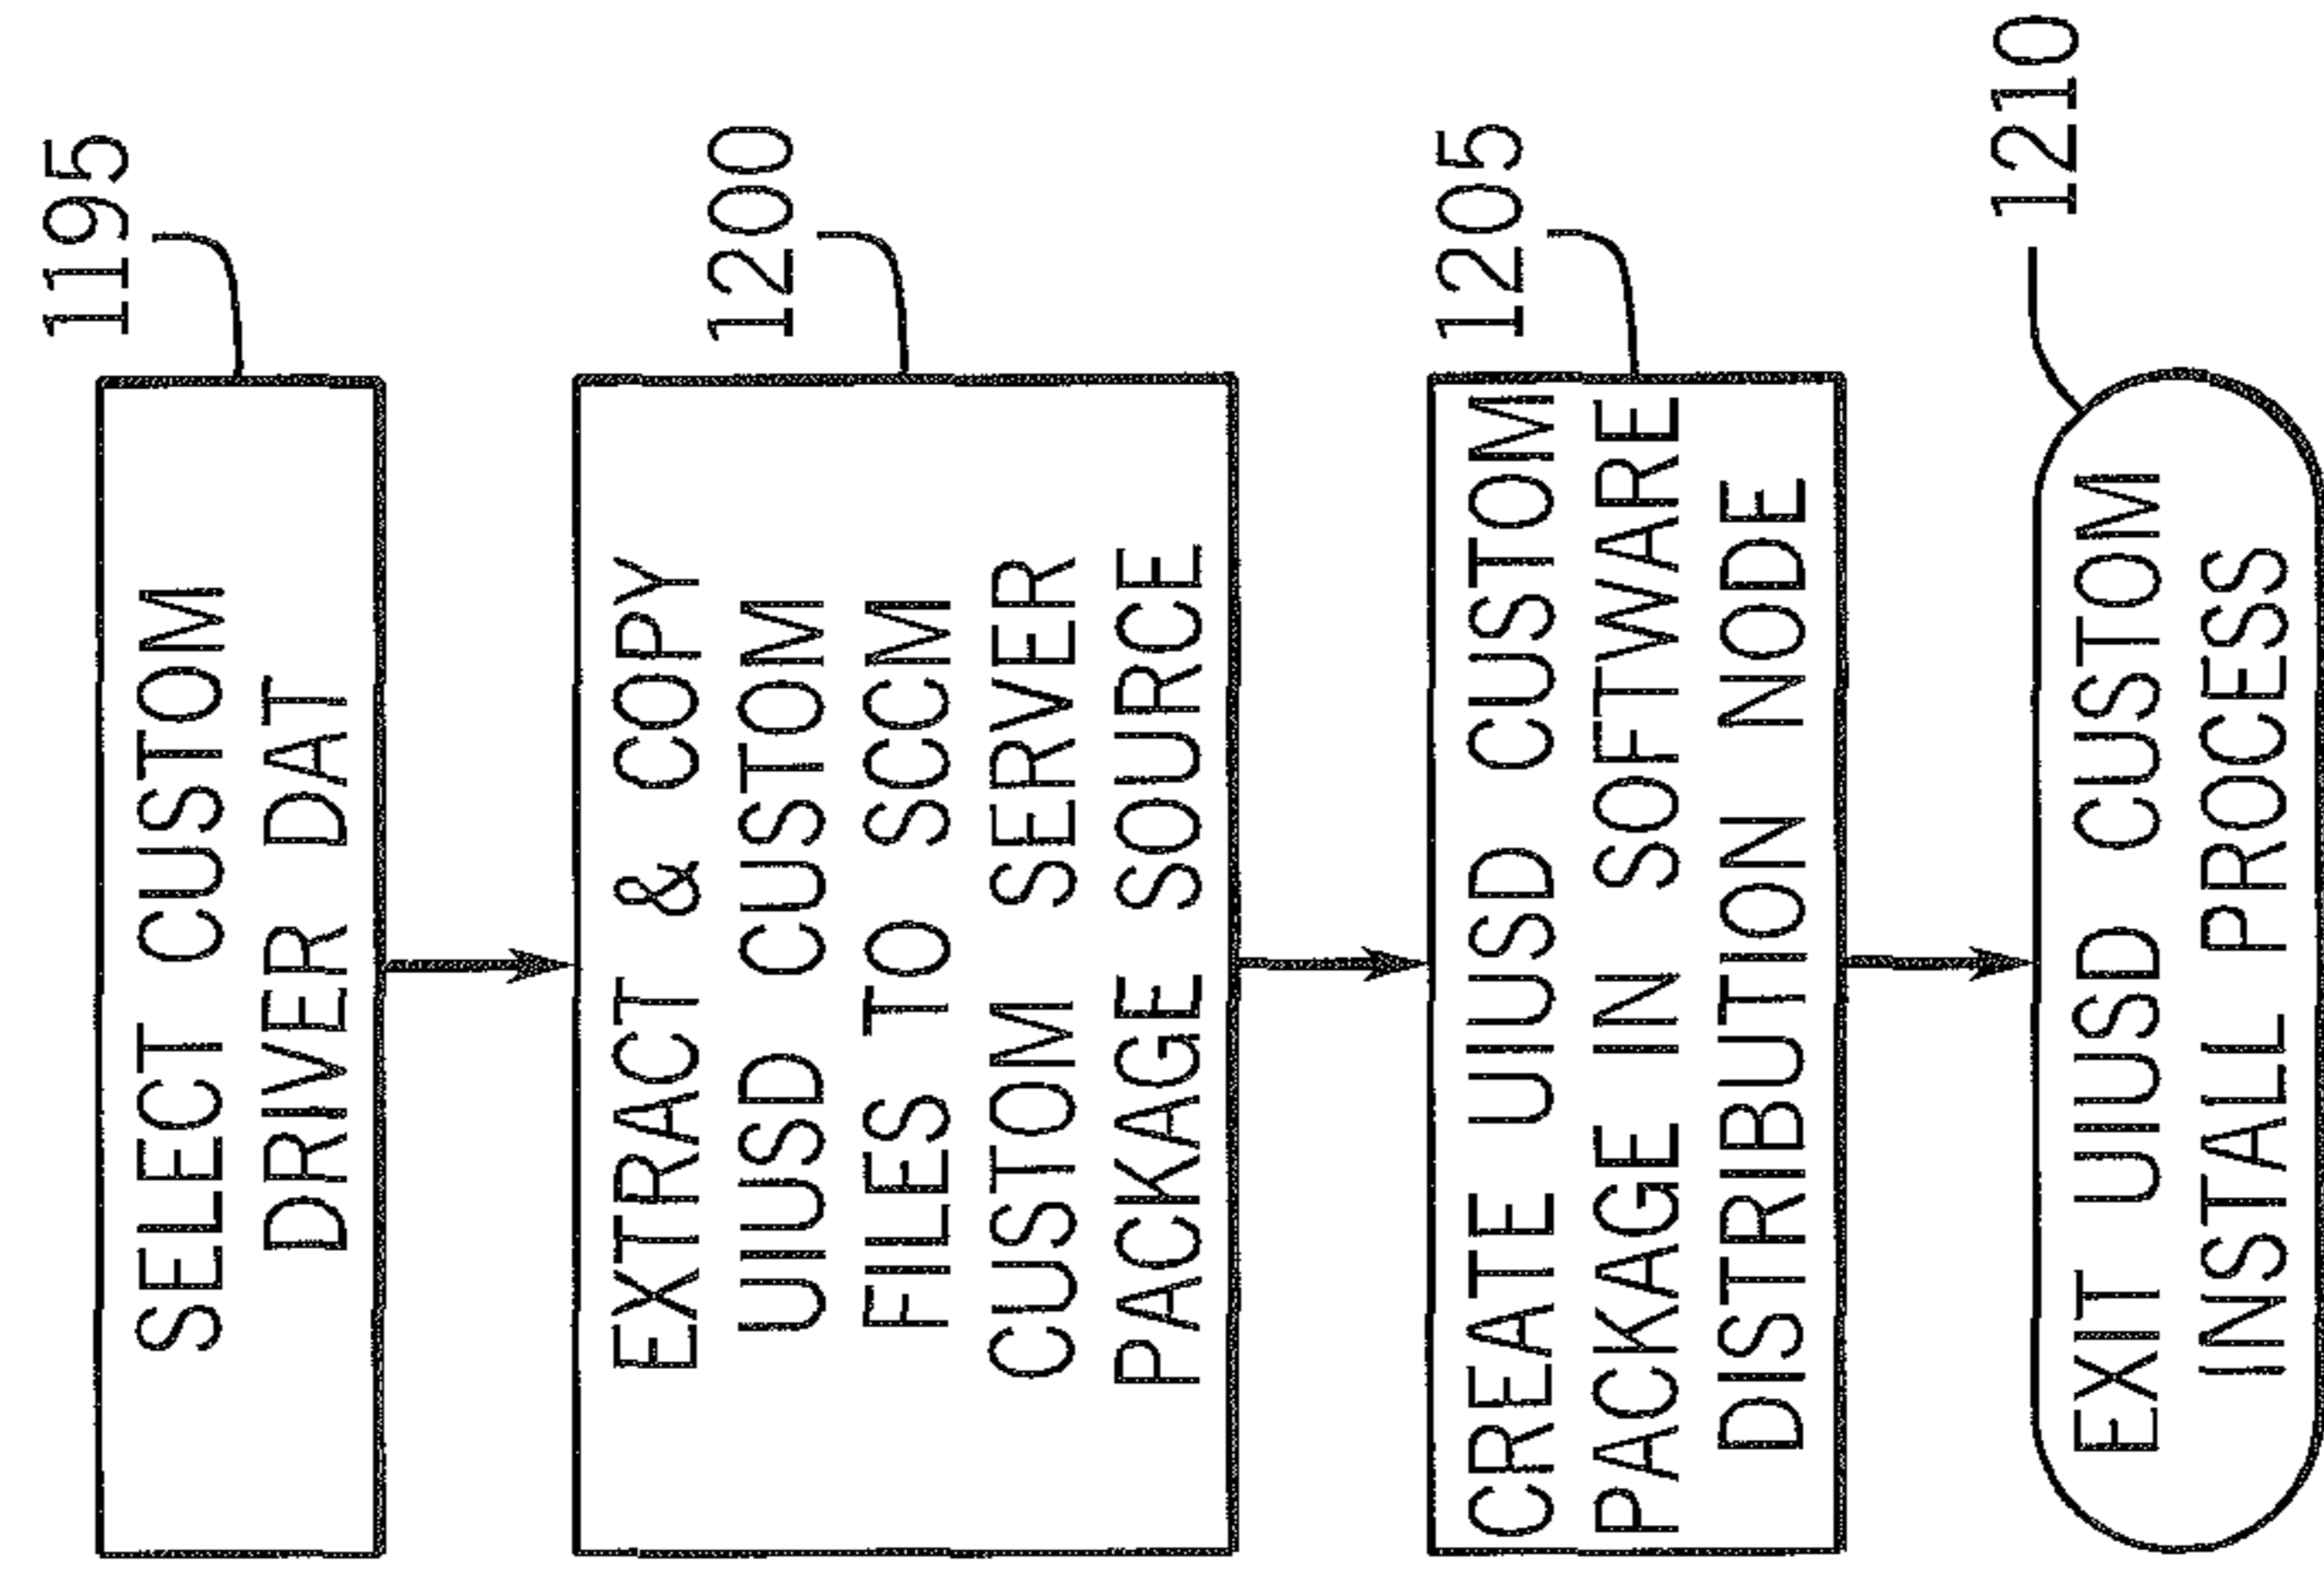 SELECT CUSTOM
DRIVER DAT
1195
EXTRACT & COPY
UIUSD CUSTOM
FILES TO SCCM
CUSTOM SERVER
PACKAGE SOURCE
1200
CREATE UIUSD CUSTOM
PACKAGE IN SOFTWARE
DISTRIBUTION NODE
1205
EXIT UIUSD CUSTOM
INSTALL PROCESS
1210